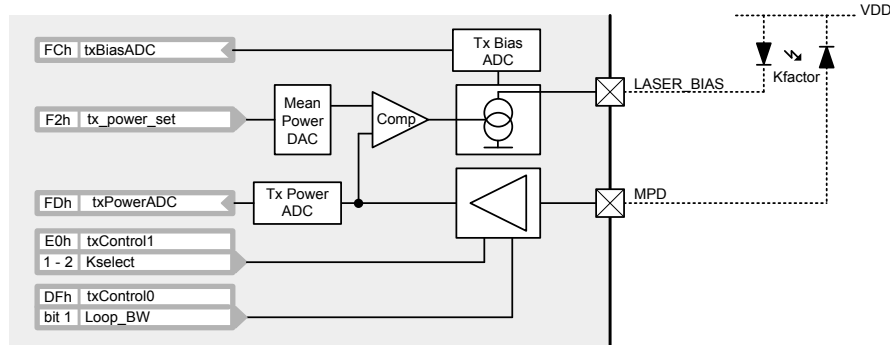 VDD
FCh txBiasADC
Tx Bias
ADC
Kfactor
LASER_BIAS
F2h tx_power_set
Mean
Power
DAC
Comp
MPD
FDh txPowerADC
Tx Power
ADC
E0h txControl1
1 - 2 Kselect
DFh txControl0
bit 1 Loop_BW